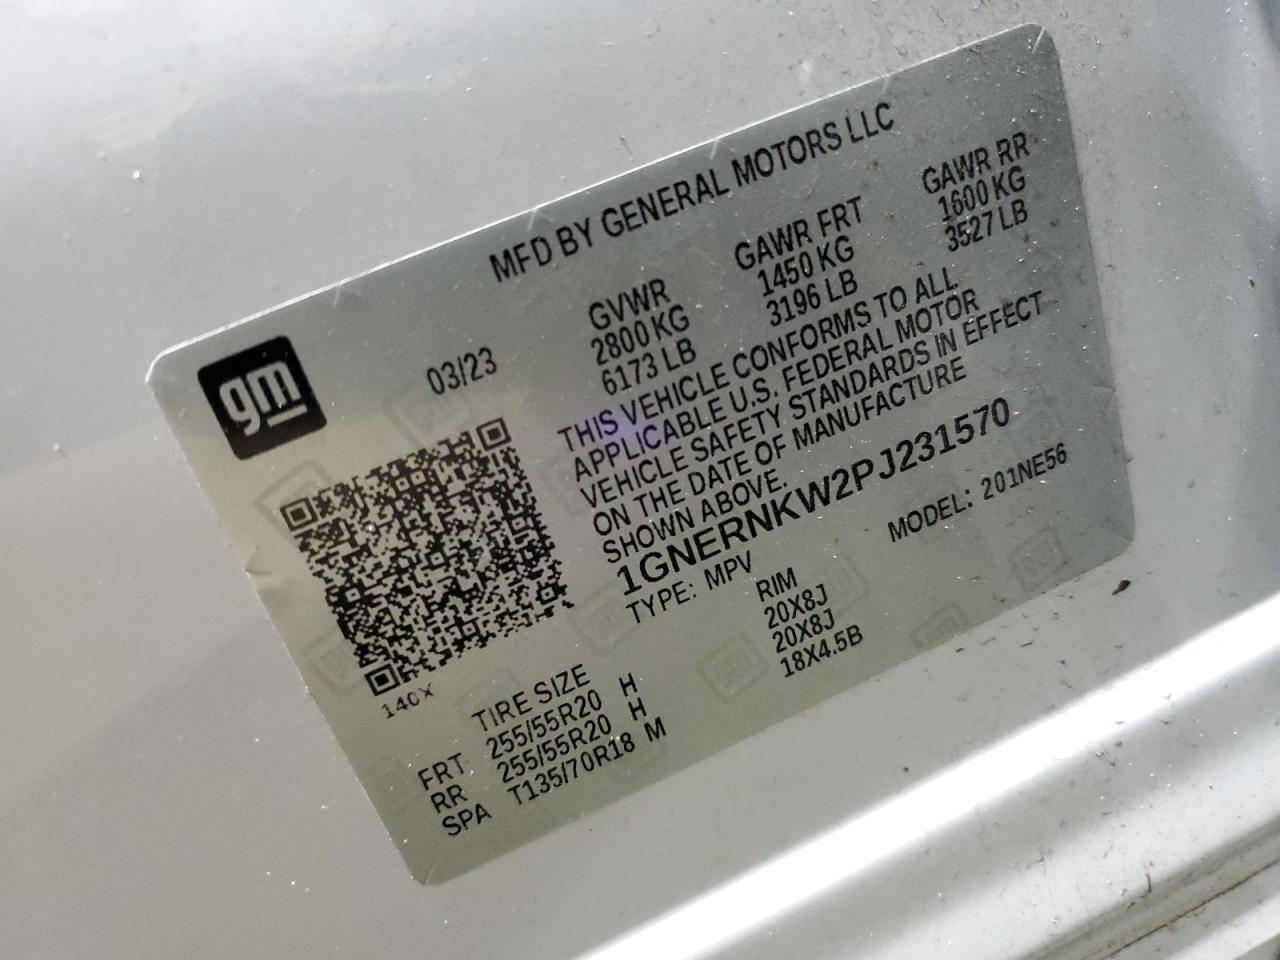 MFD BY GENERAL MOTORS LLC
gm
03/23
GVWR GAWR FRT GAWR RR
2800 KG 1450 KG 1600 KG
6173 LB 3196 LB 3527 LB
THIS VEHICLE CONFORMS TO ALL
APPLICABLE U.S. FEDERAL MOTOR
VEHICLE SAFETY STANDARDS IN EFFECT
ON THE DATE OF MANUFACTURE
SHOWN ABOVE.
1GNERNKW2PJ231570
TYPE: MPV MODEL: 201NE56
140X
TIRE SIZE RIM
FRT 255/55R20 H 20X8J
RR 255/55R20 H 20X8J
SPA T135/70R18 M 18X4.5B